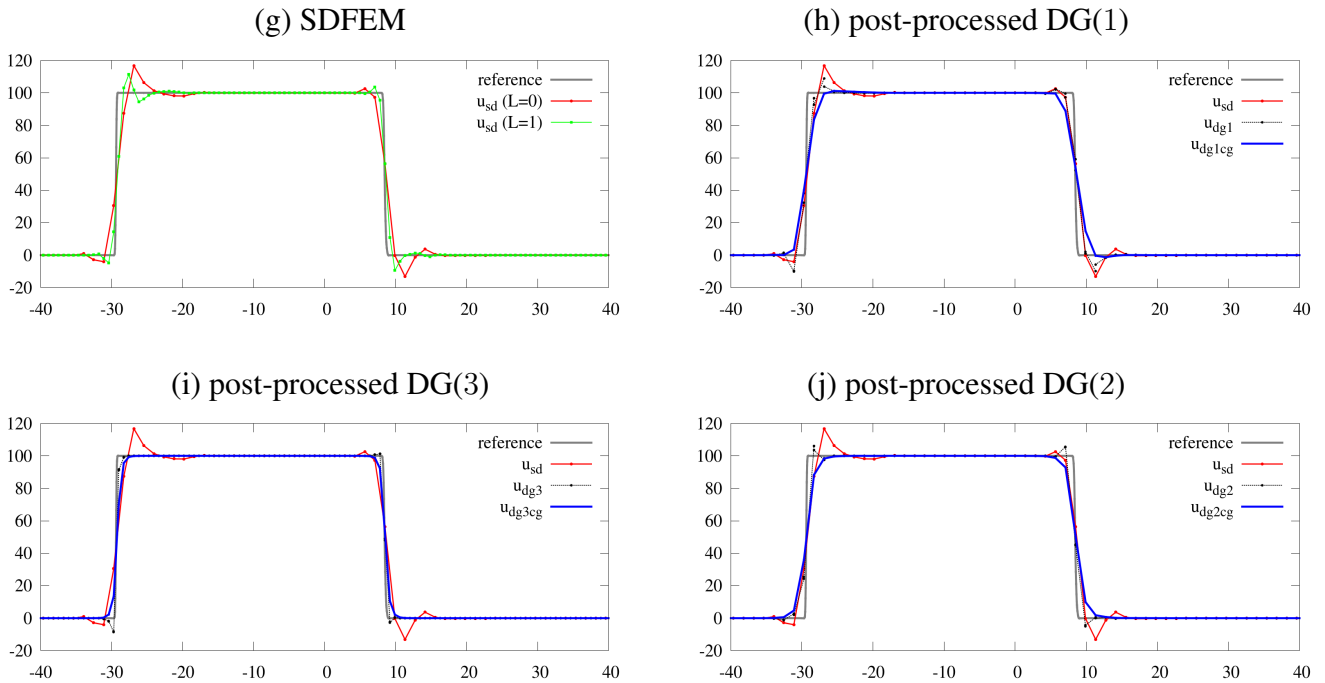 (g) SDFEM
120
100
80
60
40
20
0
-20
-40 -30 -20 -10 0 10 20 30 40
reference
u_sd (L=0)
u_sd (L=1)
(h) post-processed DG(1)
120
100
80
60
40
20
0
-20
-40 -30 -20 -10 0 10 20 30 40
reference
u_sd
u_dg1
u_dg1cg
(i) post-processed DG(3)
120
100
80
60
40
20
0
-20
-40 -30 -20 -10 0 10 20 30 40
reference
u_sd
u_dg3
u_dg3cg
(j) post-processed DG(2)
120
100
80
60
40
20
0
-20
-40 -30 -20 -10 0 10 20 30 40
reference
u_sd
u_dg2
u_dg2cg